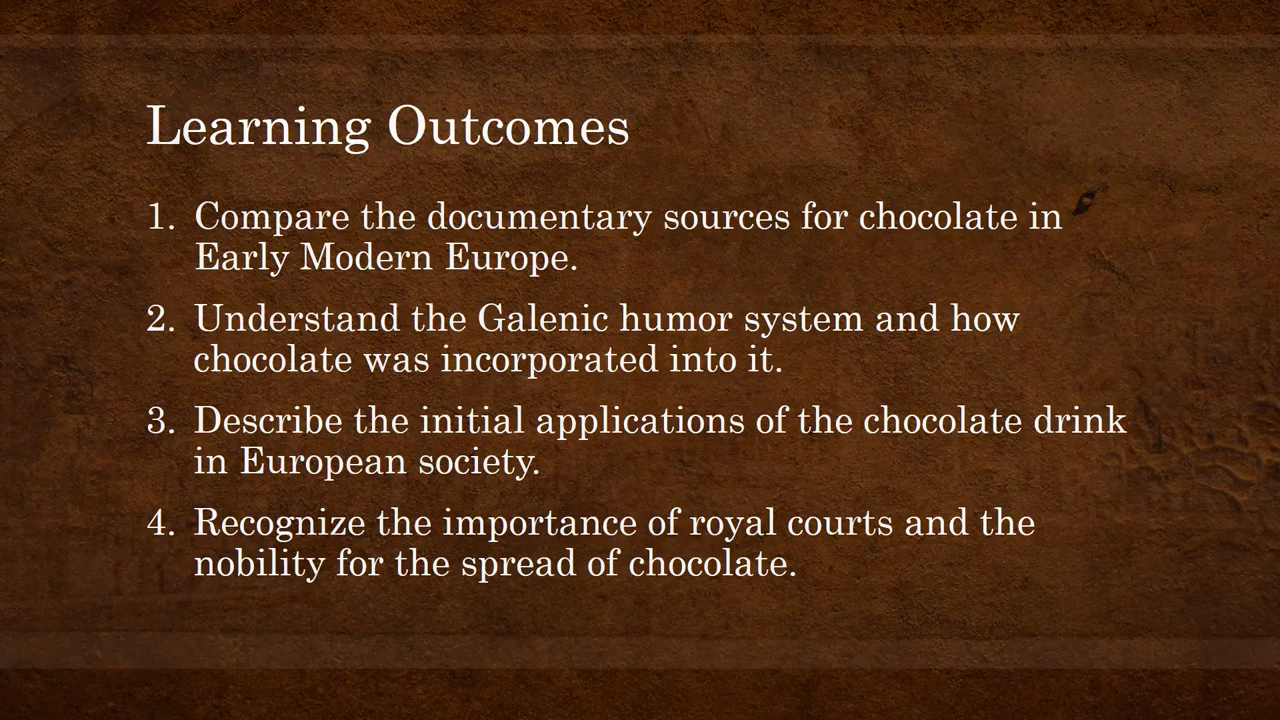 Learning Outcomes
1. Compare the documentary sources for chocolate in
Early Modern Europe.
2. Understand the Galenic humor system and how
chocolate was incorporated into it.
3. Describe the initial applications of the chocolate drink
in European society.
4. Recognize the importance of royal courts and the
nobility for the spread of chocolate.